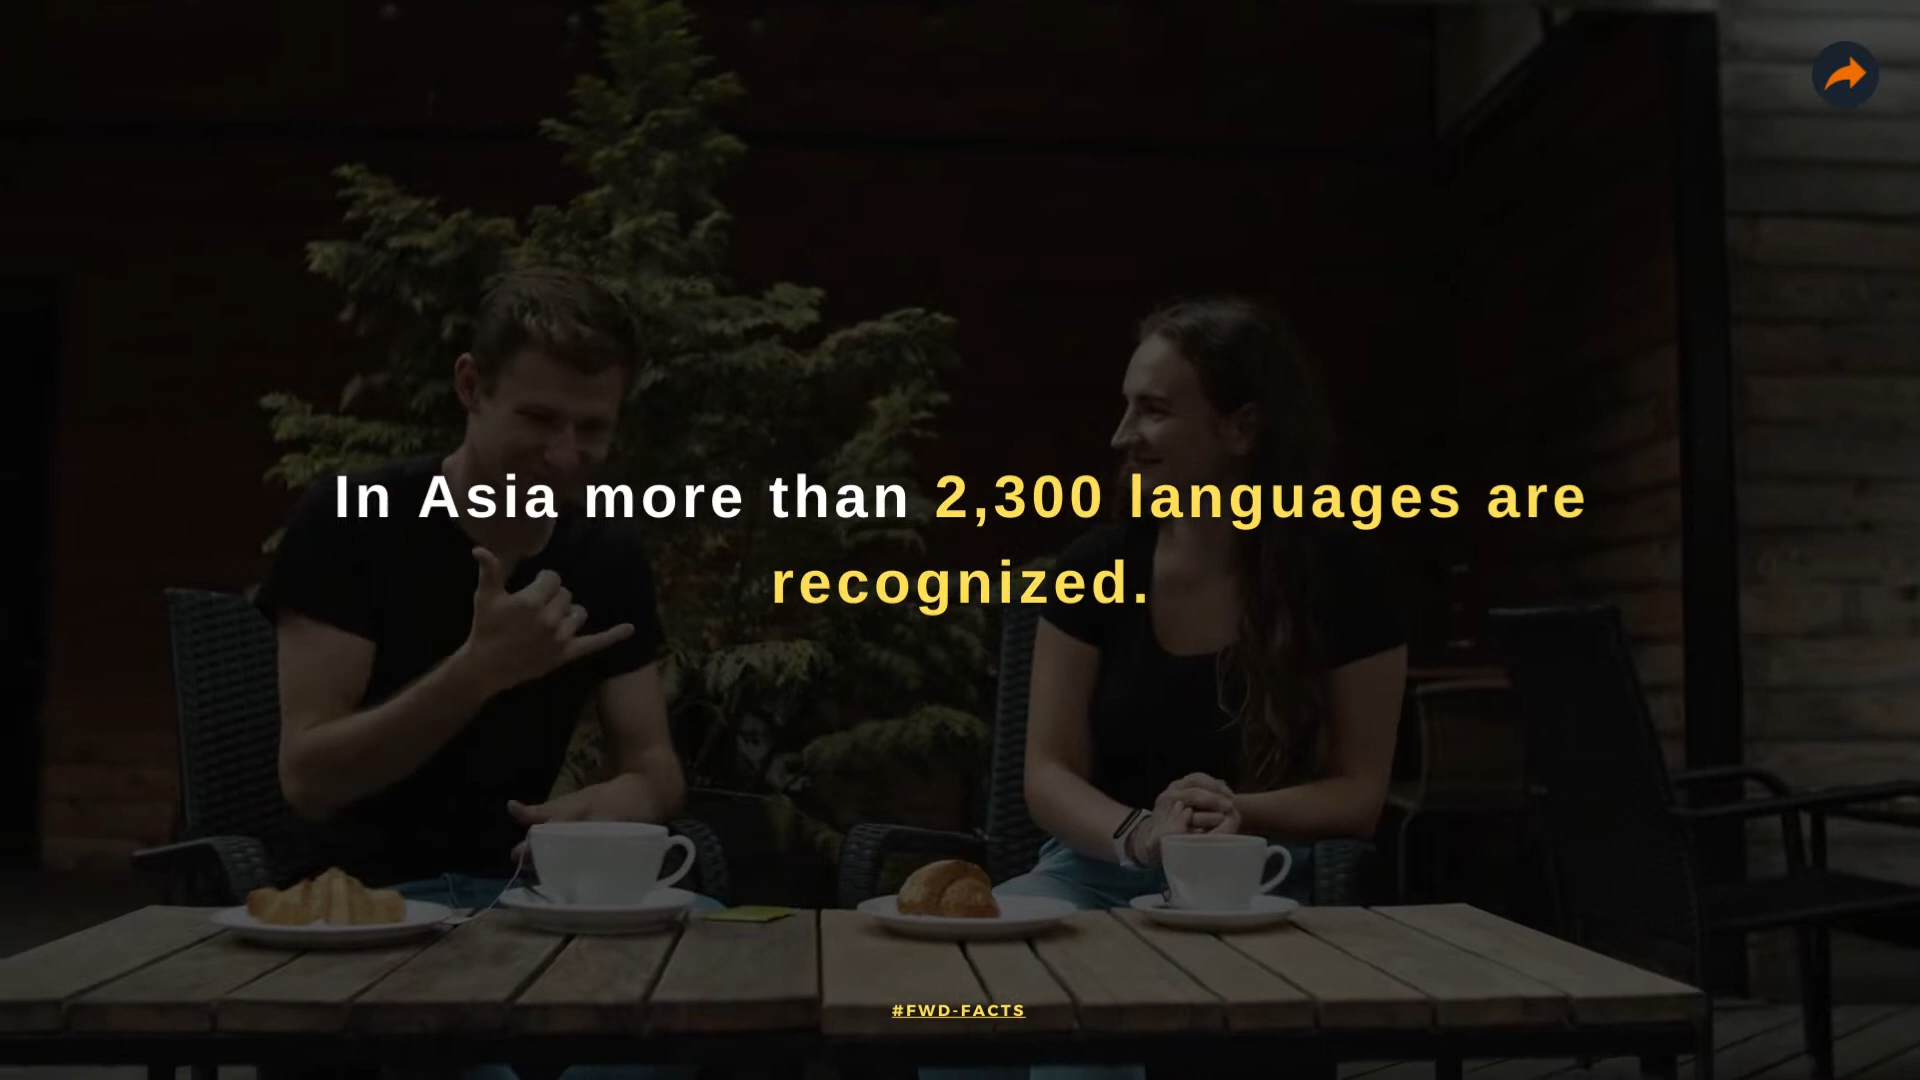 In Asia more than 2,300 languages are
recognized.
#FWD-FACTS